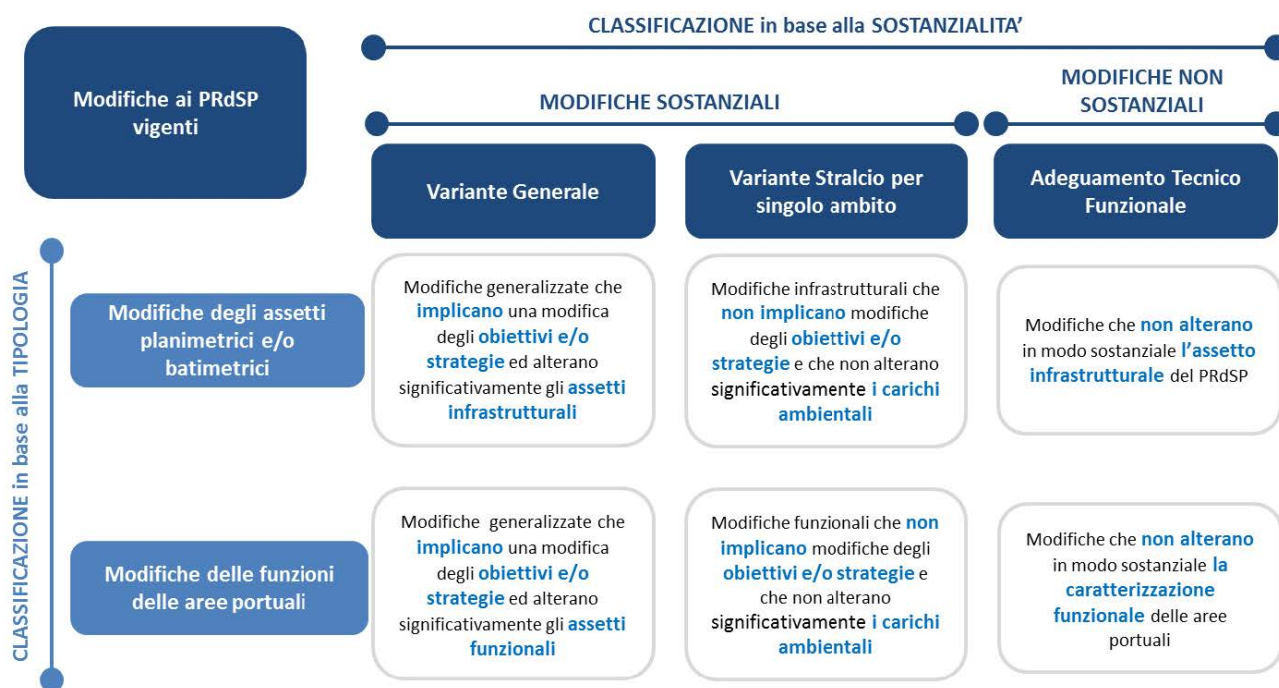 CLASSIFICAZIONE in base alla SOSTANZIALITA’
Modifiche ai PRdSP
vigenti
MODIFICHE SOSTANZIALI
MODIFICHE NON
SOSTANZIALI
Variante Generale
Variante Stralcio per
singolo ambito
Adeguamento Tecnico
Funzionale
CLASSIFICAZIONE in base alla TIPOLOGIA
Modifiche degli assetti
planimetrici e/o
batimetrici
Modifiche generalizzate che
implicano una modifica
degli obiettivi e/o
strategie ed alterano
significativamente gli assetti
infrastrutturali
Modifiche infrastrutturali che
non implicano modifiche
degli obiettivi e/o
strategie e che non alterano
significativamente i carichi
ambientali
Modifiche che non alterano
in modo sostanziale l’assetto
infrastrutturale del PRdSP
Modifiche delle funzioni
delle aree portuali
Modifiche generalizzate che
implicano una modifica
degli obiettivi e/o
strategie ed alterano
significativamente gli assetti
funzionali
Modifiche funzionali che non
implicano modifiche degli
obiettivi e/o strategie e
che non alterano
significativamente i carichi
ambientali
Modifiche che non alterano
in modo sostanziale la
caratterizzazione
funzionale delle aree
portuali